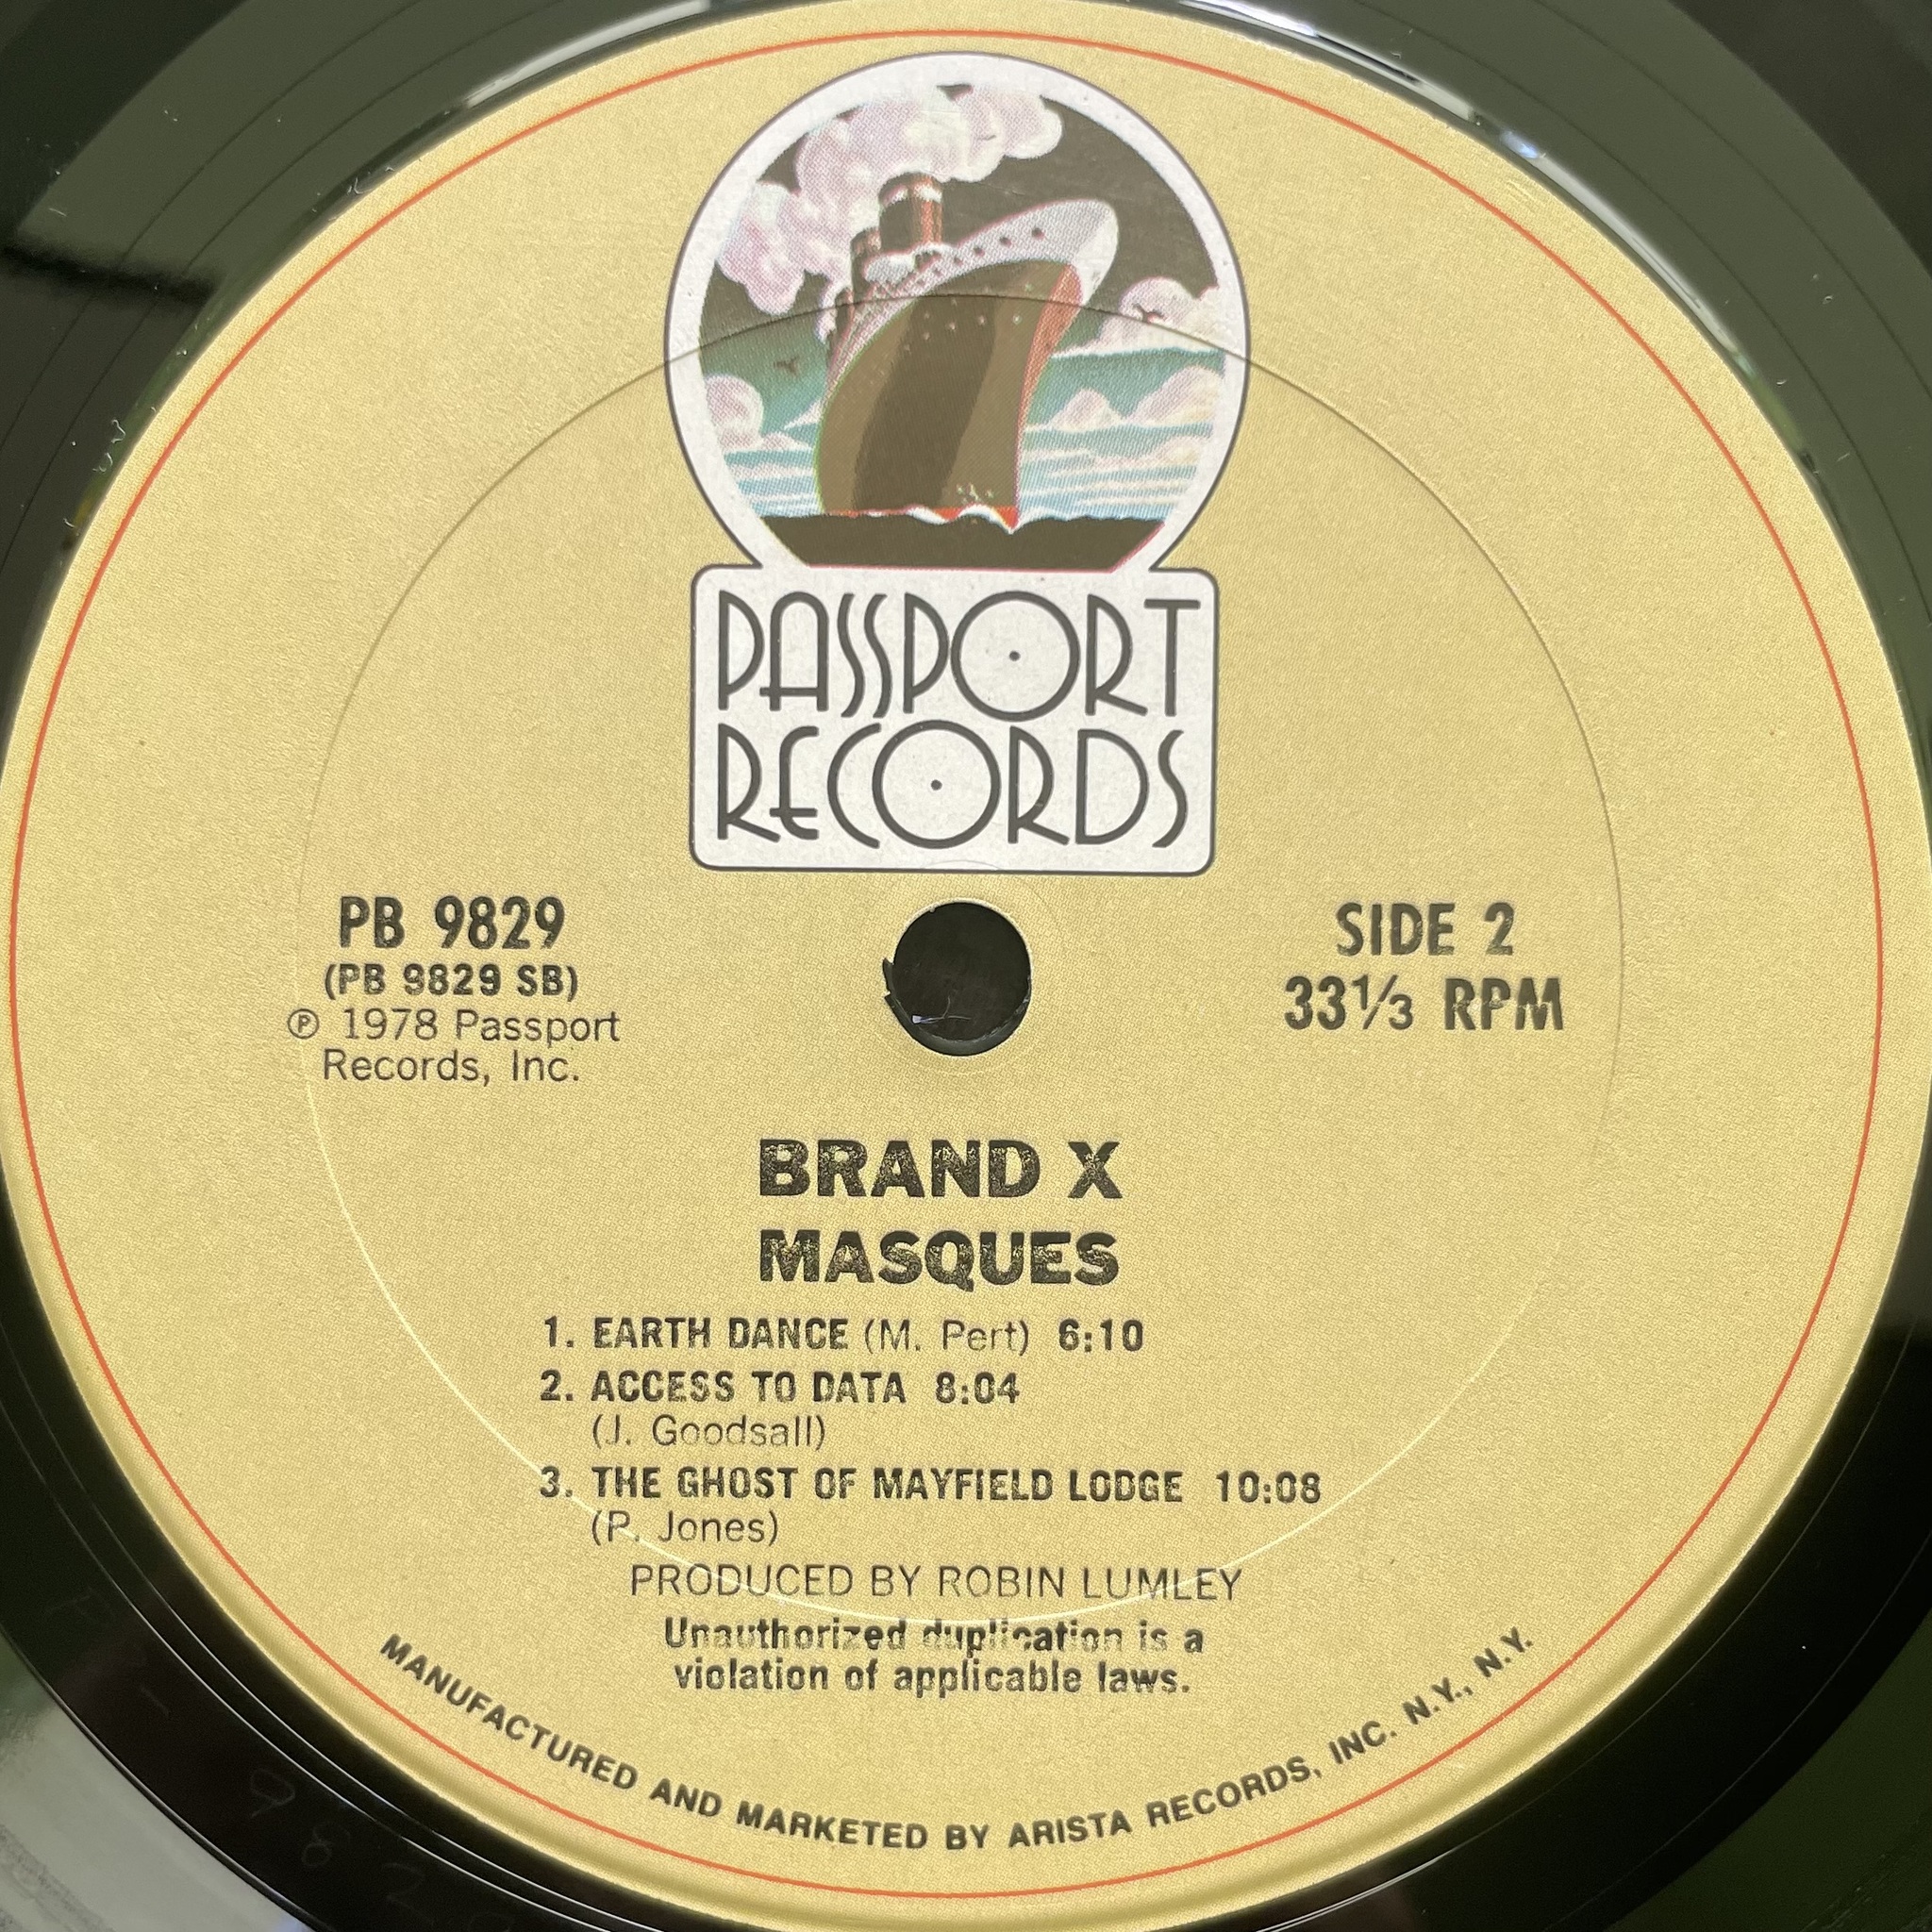 PASSPORT
RECORDS
PB 9829
(PB 9829 SB)
℗ 1978 Passport
Records, Inc.
SIDE 2
33⅓ RPM
BRAND X
MASQUES
1. EARTH DANCE (M. Pert) 6:10
2. ACCESS TO DATA 8:04
(J. Goodsall)
3. THE GHOST OF MAYFIELD LODGE 10:08
(P. Jones)
PRODUCED BY ROBIN LUMLEY
Unauthorized duplication is a
violation of applicable laws.
MANUFACTURED AND MARKETED BY ARISTA RECORDS, INC. N.Y., N.Y.